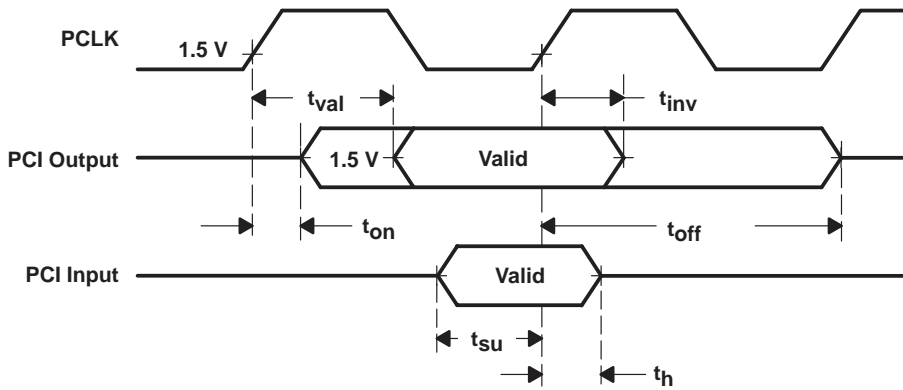 PCLK
1.5 V
tval
tinv
PCI Output
1.5 V
Valid
ton
toff
PCI Input
Valid
tsu
th